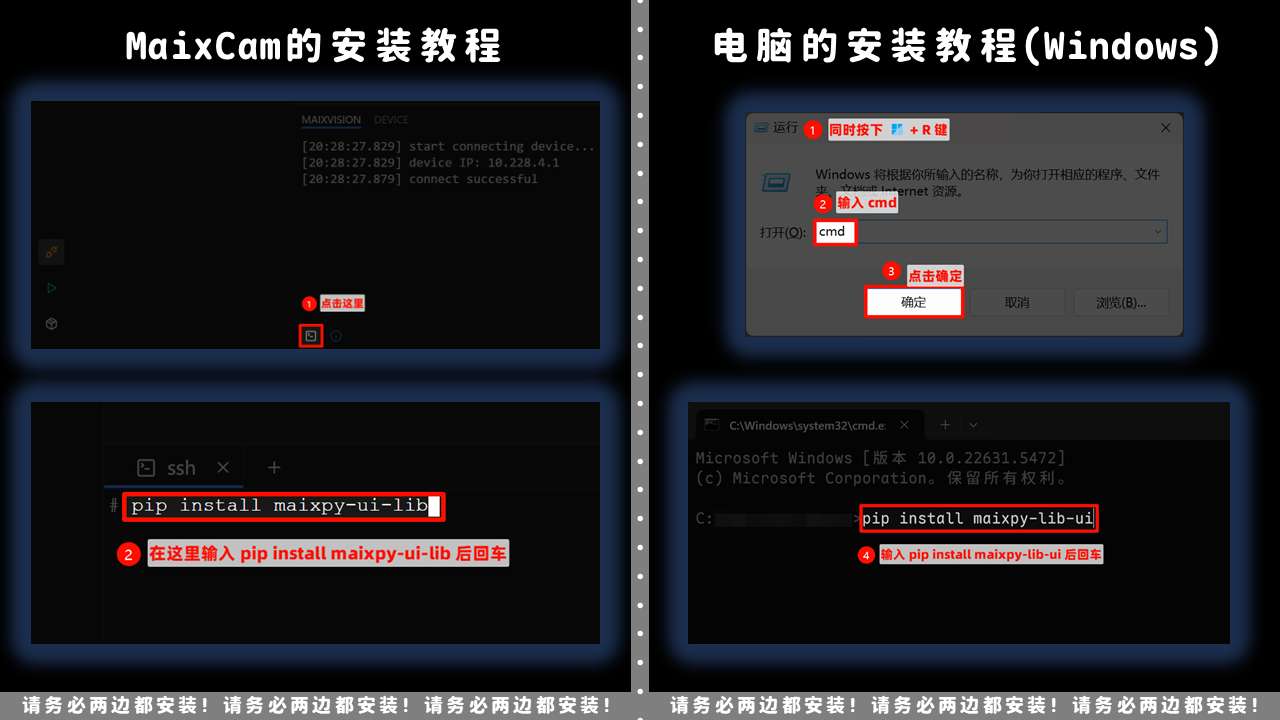 MaixCam的安装教程
MAIXVISION DEVICE
[20:28:27.829] start connecting device...
[20:28:27.829] device IP: 10.228.4.1
[20:28:27.879] connect successful
1 点击这里
ssh × +
# pip install maixpy-ui-lib
2 在这里输入 pip install maixpy-ui-lib 后回车
请务必两边都安装! 请务必两边都安装! 请务必两边都安装!
电脑的安装教程(Windows)
运行 1 同时按下 + R 键
Windows 将根据你所输入的名称，为你打开相应的程序、文件
夹、文档或 Internet 资源。
2 输入 cmd
打开(O): cmd
3 点击确定
确定 取消 浏览(B)...
C:\Windows\system32\cmd.e: × +
Microsoft Windows [版本 10.0.22631.5472]
(c) Microsoft Corporation。保留所有权利。
C: >pip install maixpy-lib-ui
4 输入 pip install maixpy-lib-ui 后回车
请务必两边都安装! 请务必两边都安装! 请务必两边都安装!